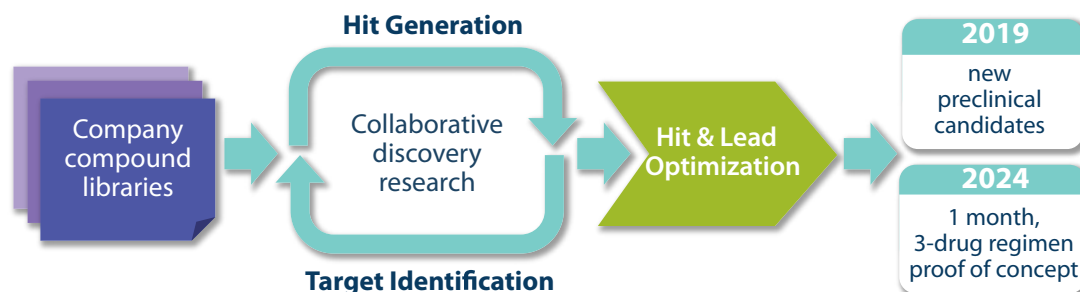 Hit Generation
Company
compound
libraries
Collaborative
discovery
research
Target Identification
Hit & Lead
Optimization
2019
new
preclinical
candidates
2024
1 month,
3-drug regimen
proof of concept